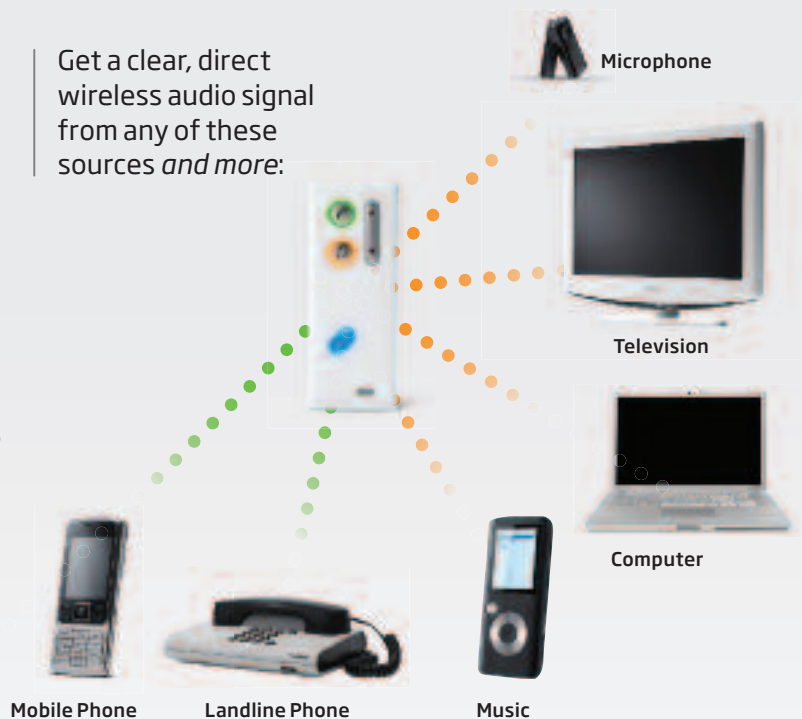 Get a clear, direct
wireless audio signal
from any of these
sources and more:
Microphone
Television
Computer
Mobile Phone
Landline Phone
Music